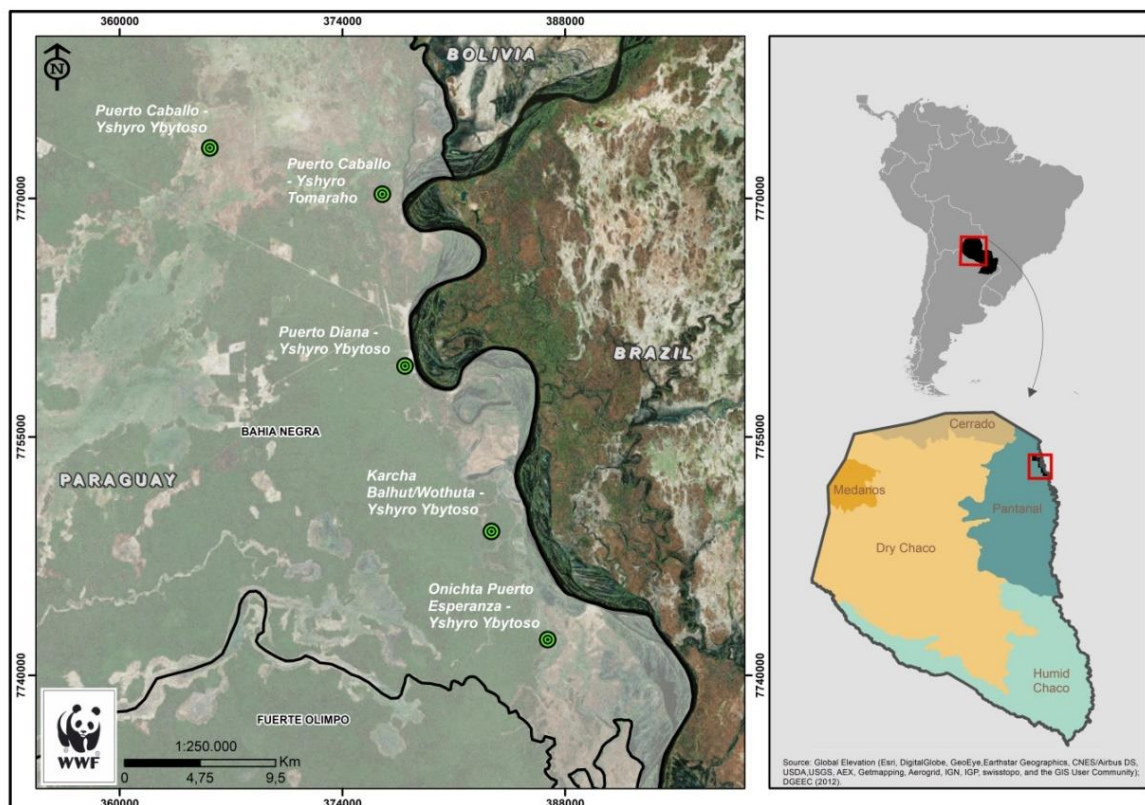 360000 374000 388000
N
BOLIVIA
Puerto Caballo -
Yshyro Ybytoso
Puerto Caballo
- Yshyro
Tomaraho
7770000
7770000
Puerto Diana -
Yshyro Ybytoso
BRAZIL
7755000
7755000
BAHIA NEGRA
PARAGUAY
Karcha
Balhut/Wothuta -
Yshyro Ybytoso
Onichta Puerto
Esperanza -
Yshyro Ybytoso
7740000
7740000
FUERTE OLIMPO
WWF
1:250.000
Km
0 4,75 9,5
360000 374000 388000
Cerrado
Medanos
Pantanal
Dry Chaco
Humid
Chaco
Source: Global Elevation (Esri, DigitalGlobe, GeoEye,Earthstar Geographics, CNES/Airbus DS,
USDA,USGS, AEX, Getmapping, Aerogrid, IGN, IGP, swisstopo, and the GIS User Community);
DGEEC (2012).